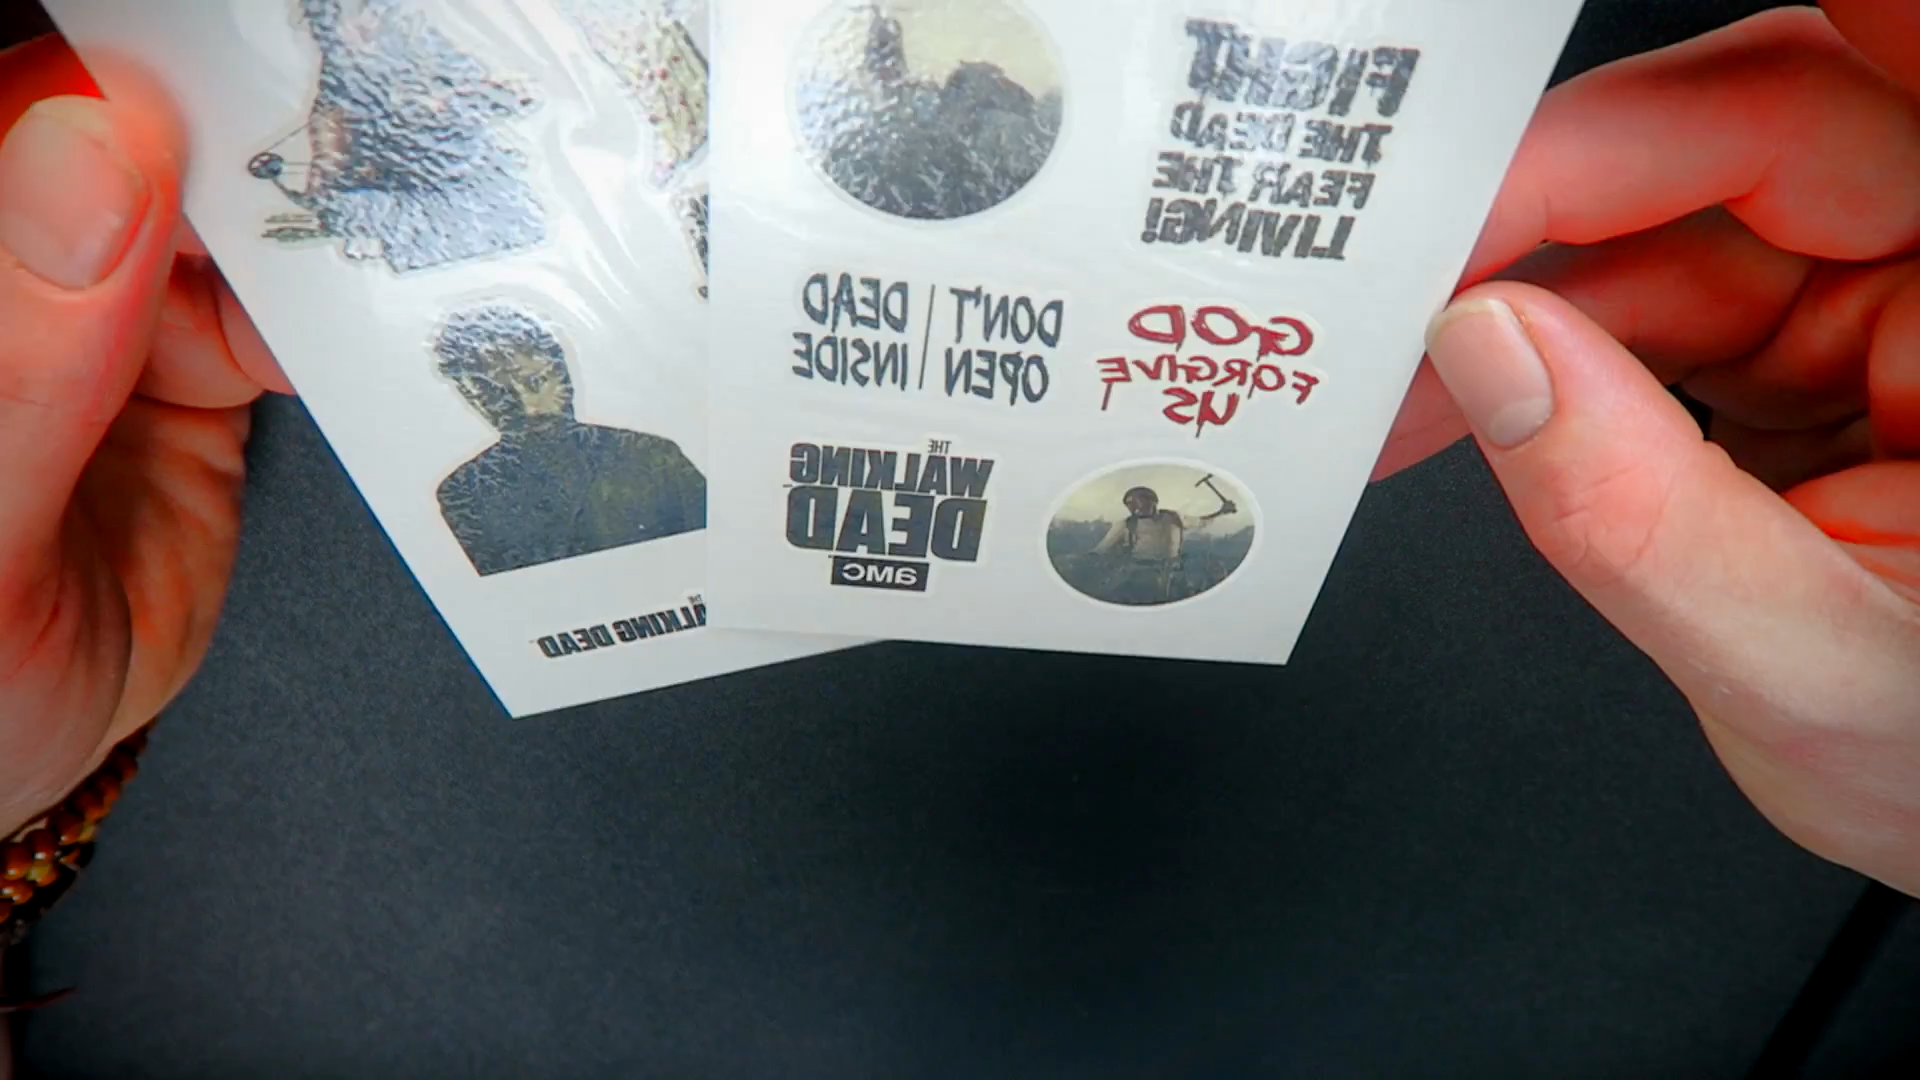 FIGHT
THE DEAD
FEAR THE
LIVING!
DON'T | DEAD
OPEN | INSIDE
GOD
FORGIVE
US
THE
WALKING
DEAD
amc
THE
WALKING DEAD